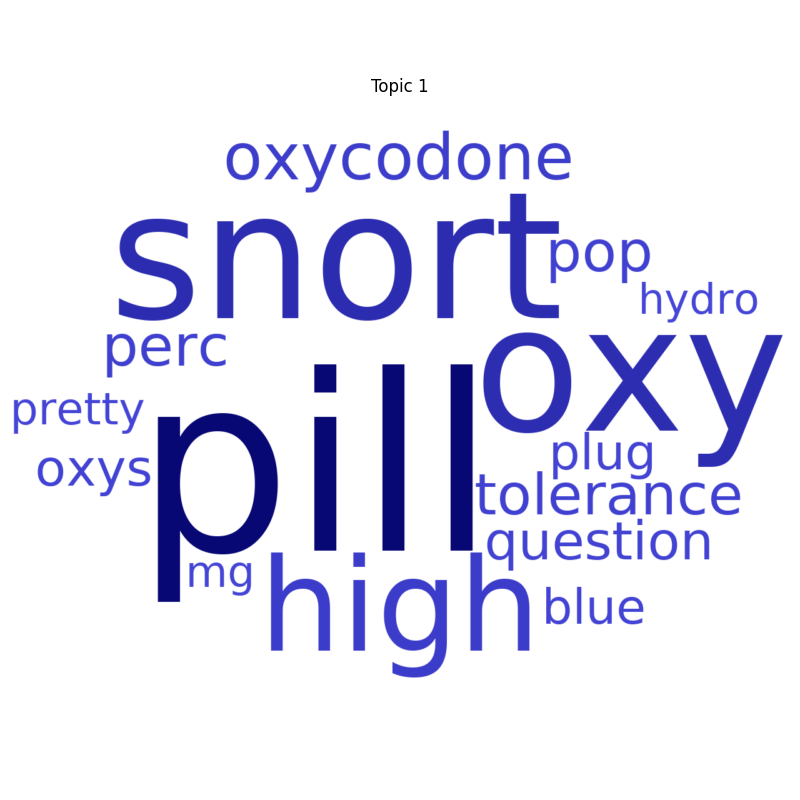 Topic 1
oxycodone
snort
pop
hydro
perc
oxy
pretty
pill
plug
oxys
tolerance
question
mg
high
blue